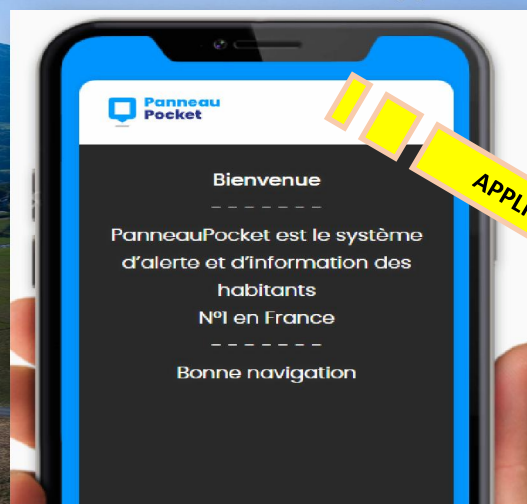 Panneau
Pocket
Bienvenue
- - - - - - -
PanneauPocket est le système
d'alerte et d'information des
habitants
N°1 en France
- - - - - - -
Bonne navigation